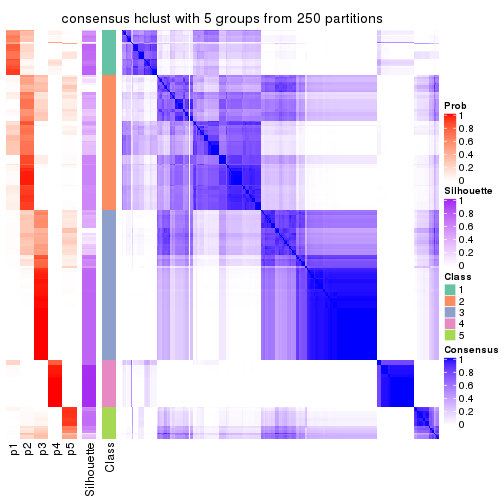 consensus hclust with 5 groups from 250 partitions
Prob
1
0.8
0.6
0.4
0.2
0
Silhouette
1
0.8
0.6
0.4
0.2
0
Class
1
2
3
4
5
Consensus
1
0.8
0.6
0.4
0.2
0
p1
p2
p3
p4
p5
Silhouette
Class